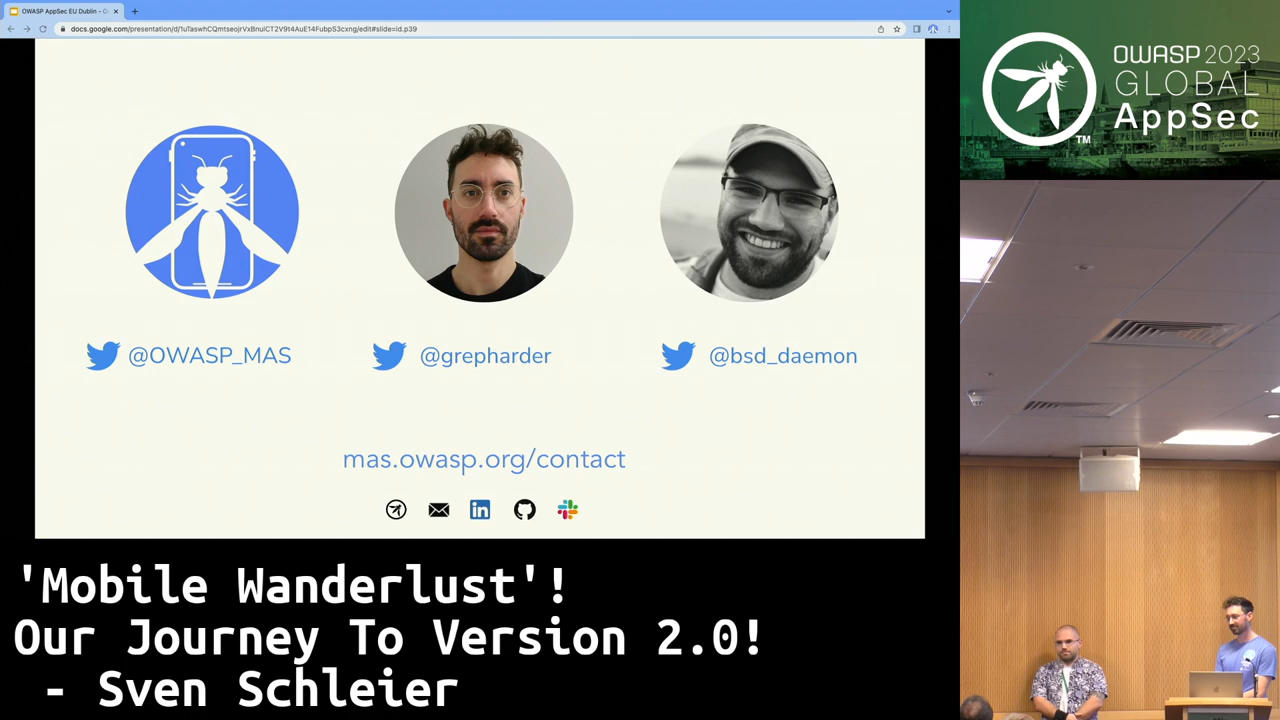 OWASP AppSec EU Dublin - C
docs.google.com/presentation/d/1uTaswhCQmtseojrVxBnuiCT2V9t4AuE14FubpS3cxng/edit#slide=id.p39
OWASP 2023
GLOBAL
AppSec
TM
@OWASP_MAS
@grepharder
@bsd_daemon
mas.owasp.org/contact
in
'Mobile Wanderlust'!
Our Journey To Version 2.0!
- Sven Schleier